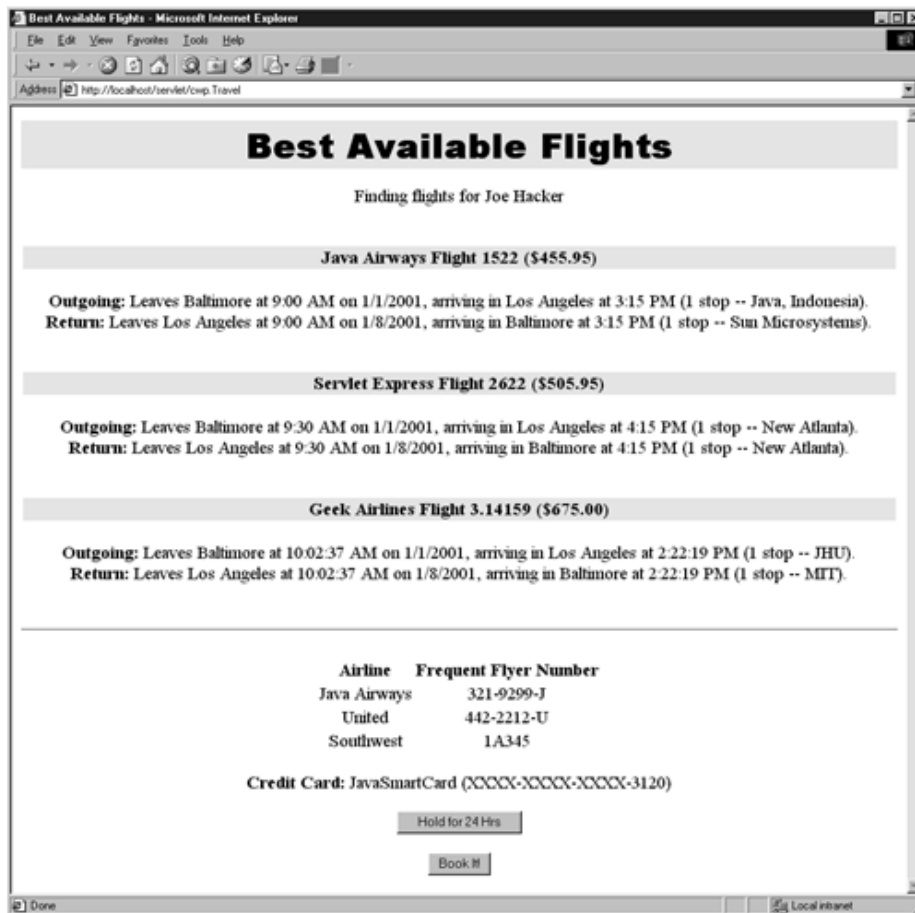 Best Available Flights - Microsoft Internet Explorer
File Edit View Favorites Tools Help
Address http://localhost/servlet/cwp.Travel
Best Available Flights
Finding flights for Joe Hacker
Java Airways Flight 1522 ($455.95)
Outgoing: Leaves Baltimore at 9:00 AM on 1/1/2001, arriving in Los Angeles at 3:15 PM (1 stop -- Java, Indonesia).
Return: Leaves Los Angeles at 9:00 AM on 1/8/2001, arriving in Baltimore at 3:15 PM (1 stop -- Sun Microsystems).
Servlet Express Flight 2622 ($505.95)
Outgoing: Leaves Baltimore at 9:30 AM on 1/1/2001, arriving in Los Angeles at 4:15 PM (1 stop -- New Atlanta).
Return: Leaves Los Angeles at 9:30 AM on 1/8/2001, arriving in Baltimore at 4:15 PM (1 stop -- New Atlanta).
Geek Airlines Flight 3.14159 ($675.00)
Outgoing: Leaves Baltimore at 10:02:37 AM on 1/1/2001, arriving in Los Angeles at 2:22:19 PM (1 stop -- JHU).
Return: Leaves Los Angeles at 10:02:37 AM on 1/8/2001, arriving in Baltimore at 2:22:19 PM (1 stop -- MIT).
Airline Frequent Flyer Number
Java Airways 321-9299-J
United 442-2212-U
Southwest 1A345
Credit Card: JavaSmartCard (XXXX-XXXX-XXXX-3120)
Hold for 24 Hrs
Book It!
Done Local intranet